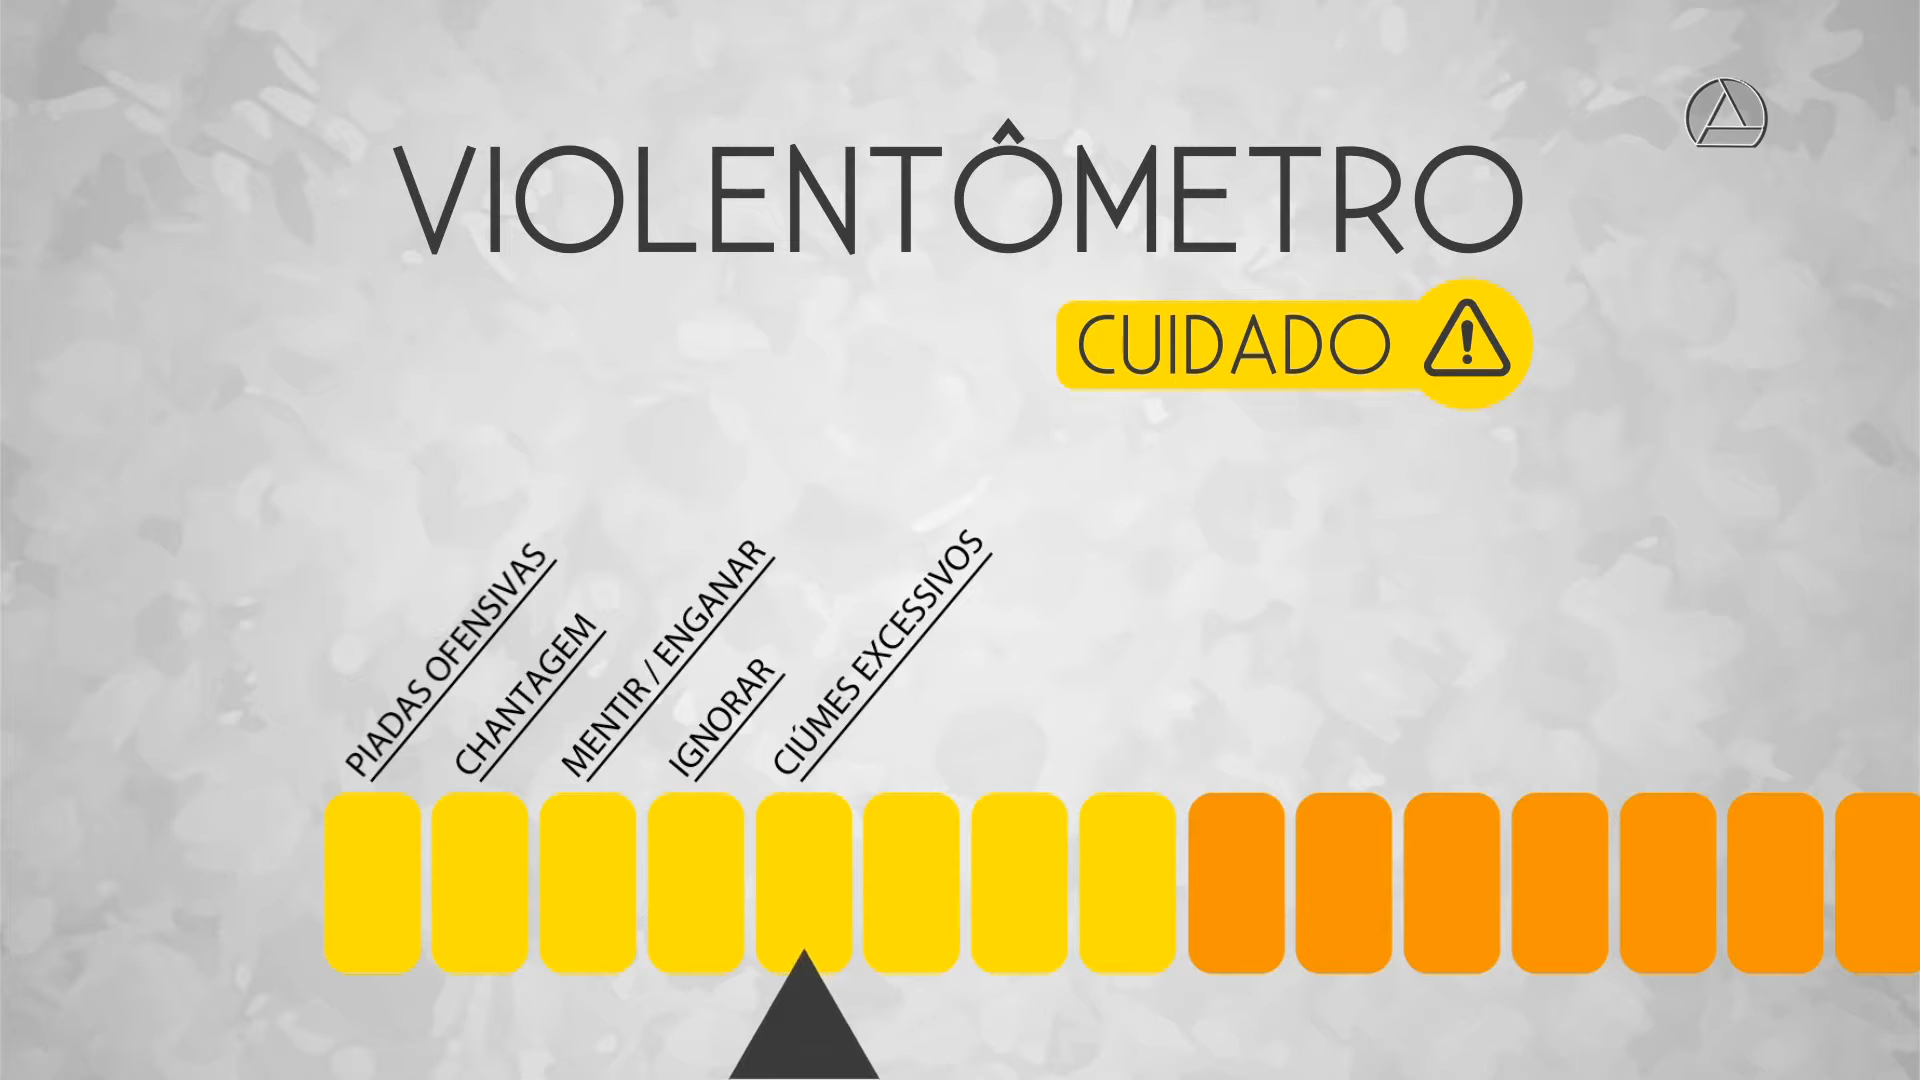 VIOLENTÔMETRO
CUIDADO
PIADAS OFENSIVAS
CHANTAGEM
MENTIR / ENGANAR
IGNORAR
CIÚMES EXCESSIVOS